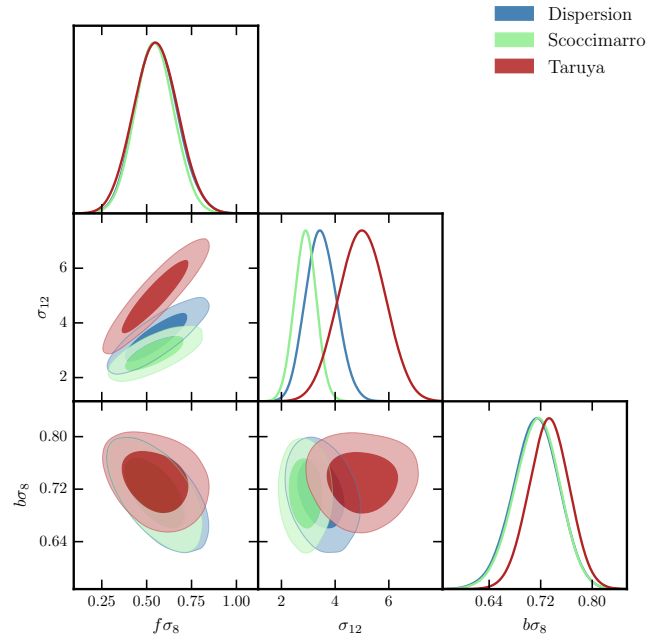 Dispersion
Scoccimarro
Taruya
σ₁₂
6
4
2
bσ₈
0.80
0.72
0.64
0.25 0.50 0.75 1.00
2 4 6
0.64 0.72 0.80
fσ₈
σ₁₂
bσ₈